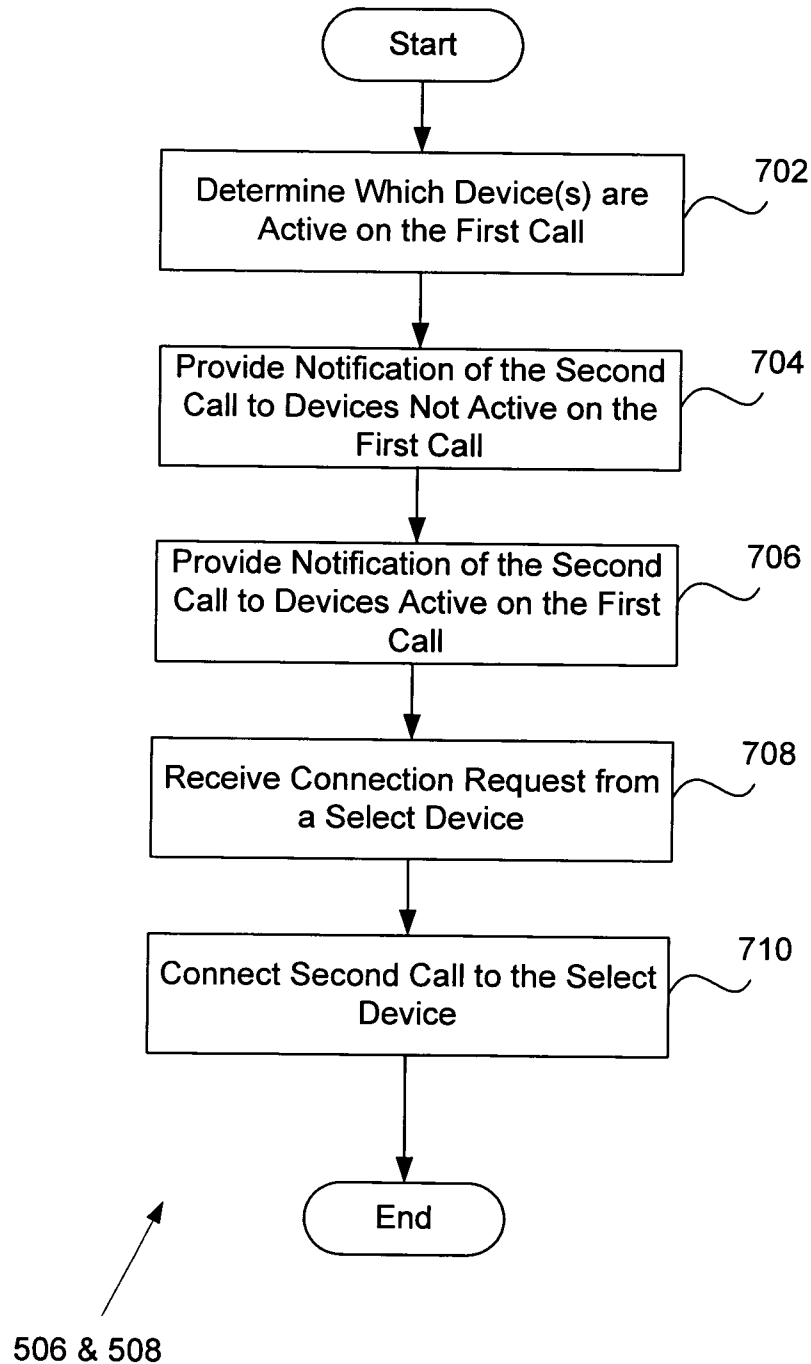 Start
702
Determine Which Device(s) are
Active on the First Call
704
Provide Notification of the Second
Call to Devices Not Active on the
First Call
706
Provide Notification of the Second
Call to Devices Active on the First
Call
708
Receive Connection Request from
a Select Device
710
Connect Second Call to the Select
Device
End
506 & 508